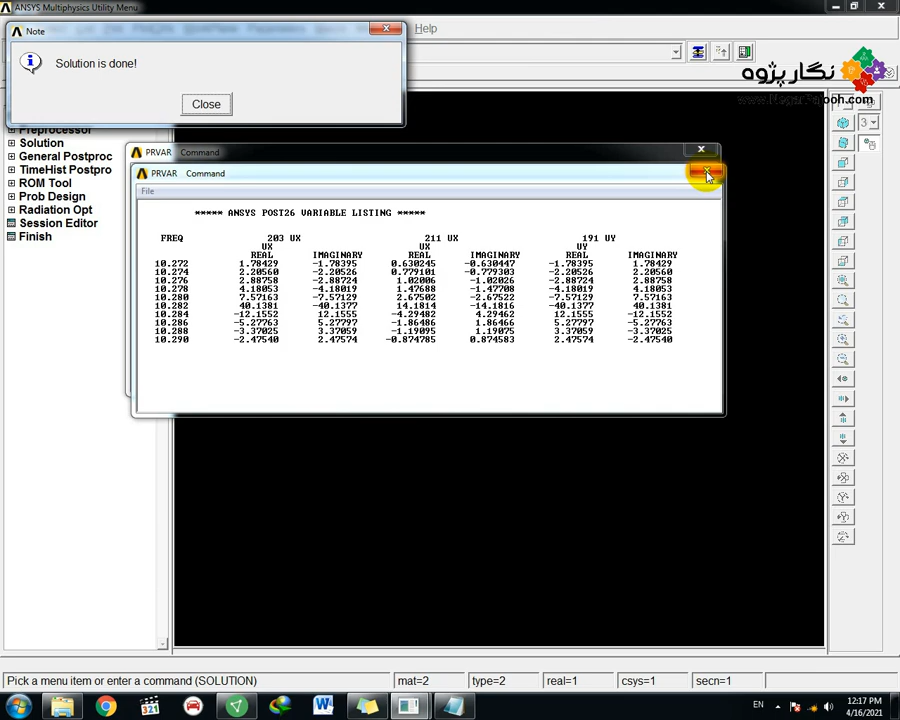 ANSYS Multiphysics Utility Menu
Note
Help
Solution is done!
Close
نگار پژوه
Preprocessor
Solution
General Postproc
TimeHist Postpro
ROM Tool
Prob Design
Radiation Opt
Session Editor
Finish
PRVAR Command
PRVAR Command
File
***** ANSYS POST26 VARIABLE LISTING *****
FREQ 203 UX 211 UX 191 UY
UX UX UY
REAL IMAGINARY REAL IMAGINARY REAL IMAGINARY
10.272 1.78429 -1.78395 0.630245 -0.630447 -1.78395 1.78429
10.274 2.20560 -2.20526 0.779101 -0.779303 -2.20526 2.20560
10.276 2.88758 -2.88724 1.02006 -1.02026 -2.88724 2.88758
10.278 4.18053 -4.18019 1.47688 -1.47708 -4.18019 4.18053
10.280 7.57163 -7.57129 2.67502 -2.67522 -7.57129 7.57163
10.282 40.1381 -40.1377 14.1814 -14.1816 -40.1377 40.1381
10.284 -12.1552 12.1555 -4.29482 4.29462 12.1555 -12.1552
10.286 -5.27763 5.27797 -1.86486 1.86466 5.27797 -5.27763
10.288 -3.37025 3.37059 -1.19095 1.19075 3.37059 -3.37025
10.290 -2.47540 2.47574 -0.874785 0.874583 2.47574 -2.47540
3
Pick a menu item or enter a command (SOLUTION)
mat=2
type=2
real=1
csys=1
secn=1
EN
12:17 PM
4/16/2021